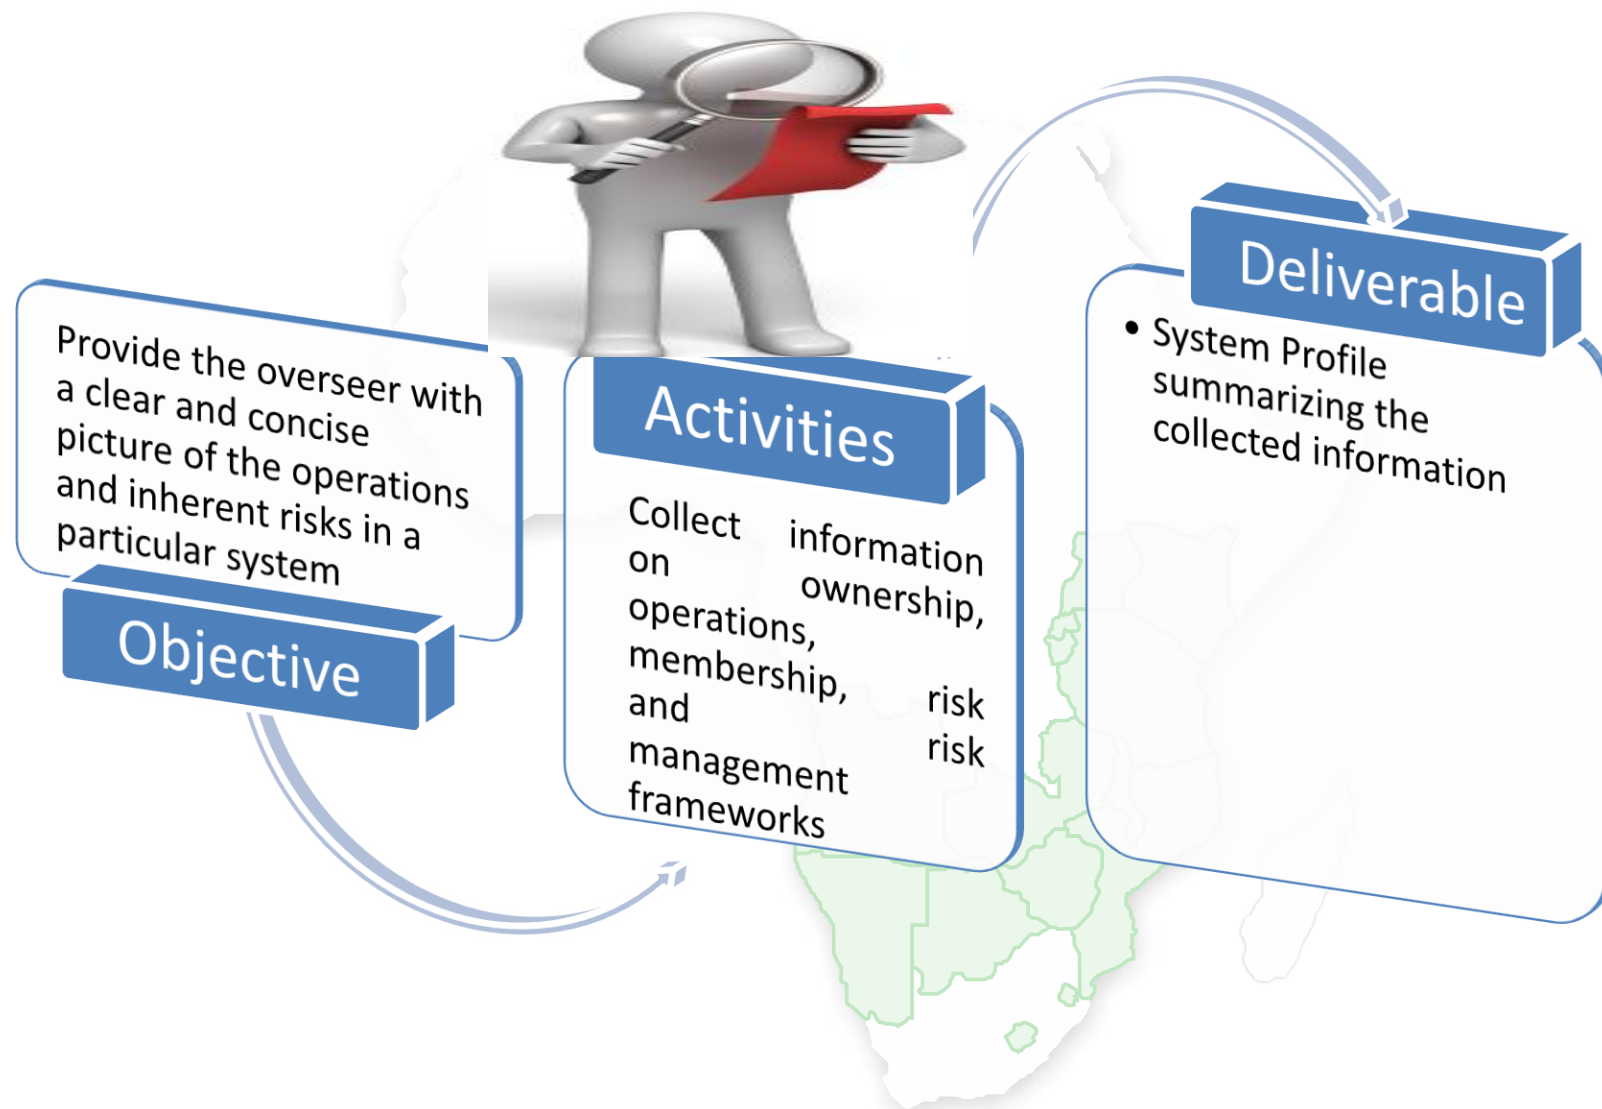 Provide the overseer with
a clear and concise
picture of the operations
and inherent risks in a
particular system
Objective
Activities
Collect information
on ownership,
operations,
membership, risk
and risk
management
frameworks
Deliverable
• System Profile
summarizing the
collected information